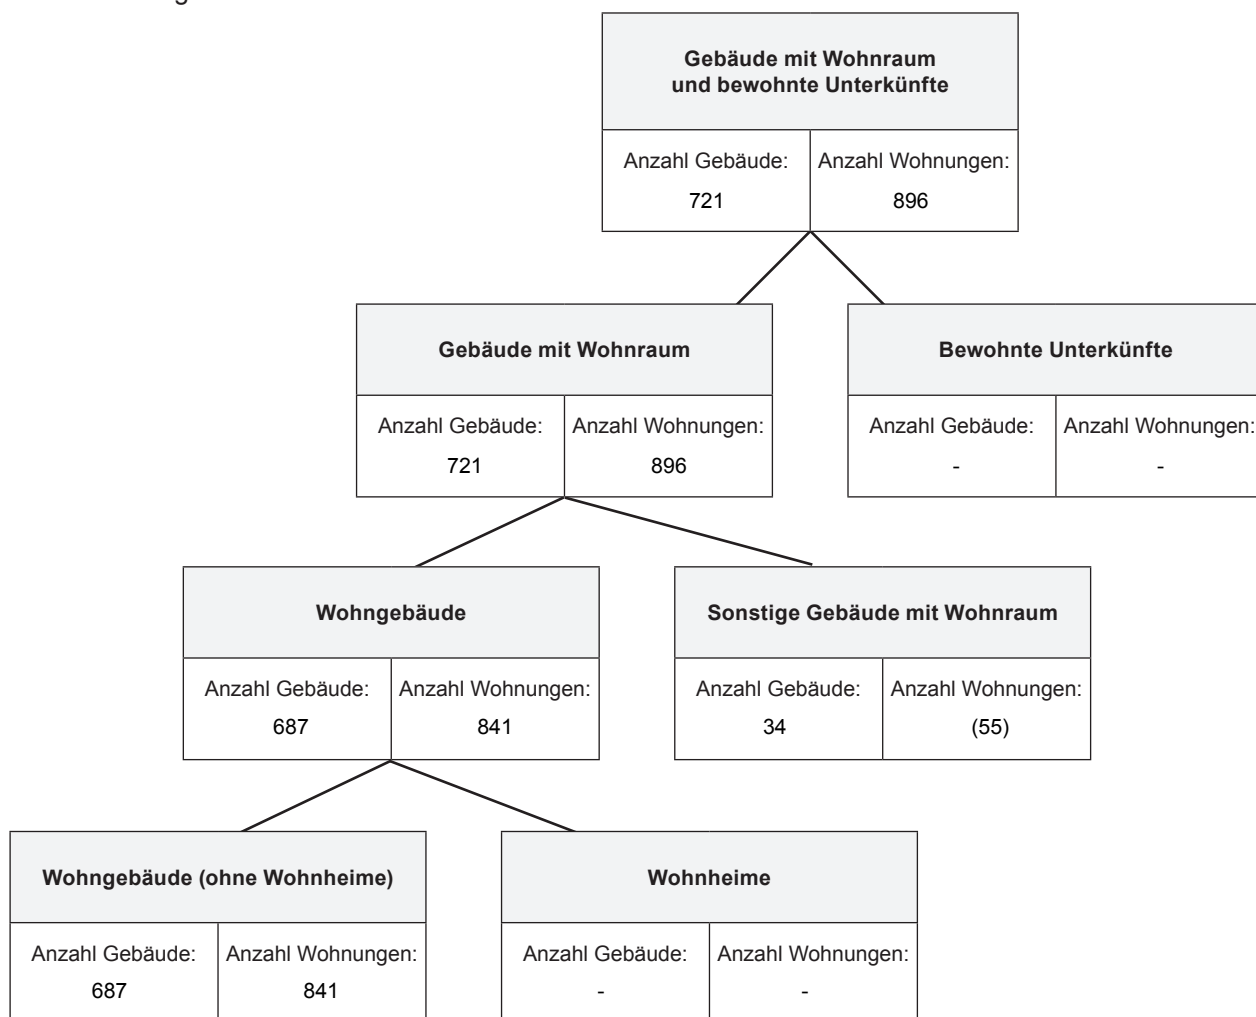 Gebäude mit Wohnraum
und bewohnte Unterkünfte
Anzahl Gebäude: Anzahl Wohnungen:
721 896
Gebäude mit Wohnraum
Anzahl Gebäude: Anzahl Wohnungen:
721 896
Bewohnte Unterkünfte
Anzahl Gebäude: Anzahl Wohnungen:
- -
Wohngebäude
Anzahl Gebäude: Anzahl Wohnungen:
687 841
Sonstige Gebäude mit Wohnraum
Anzahl Gebäude: Anzahl Wohnungen:
34 (55)
Wohngebäude (ohne Wohnheime)
Anzahl Gebäude: Anzahl Wohnungen:
687 841
Wohnheime
Anzahl Gebäude: Anzahl Wohnungen:
- -